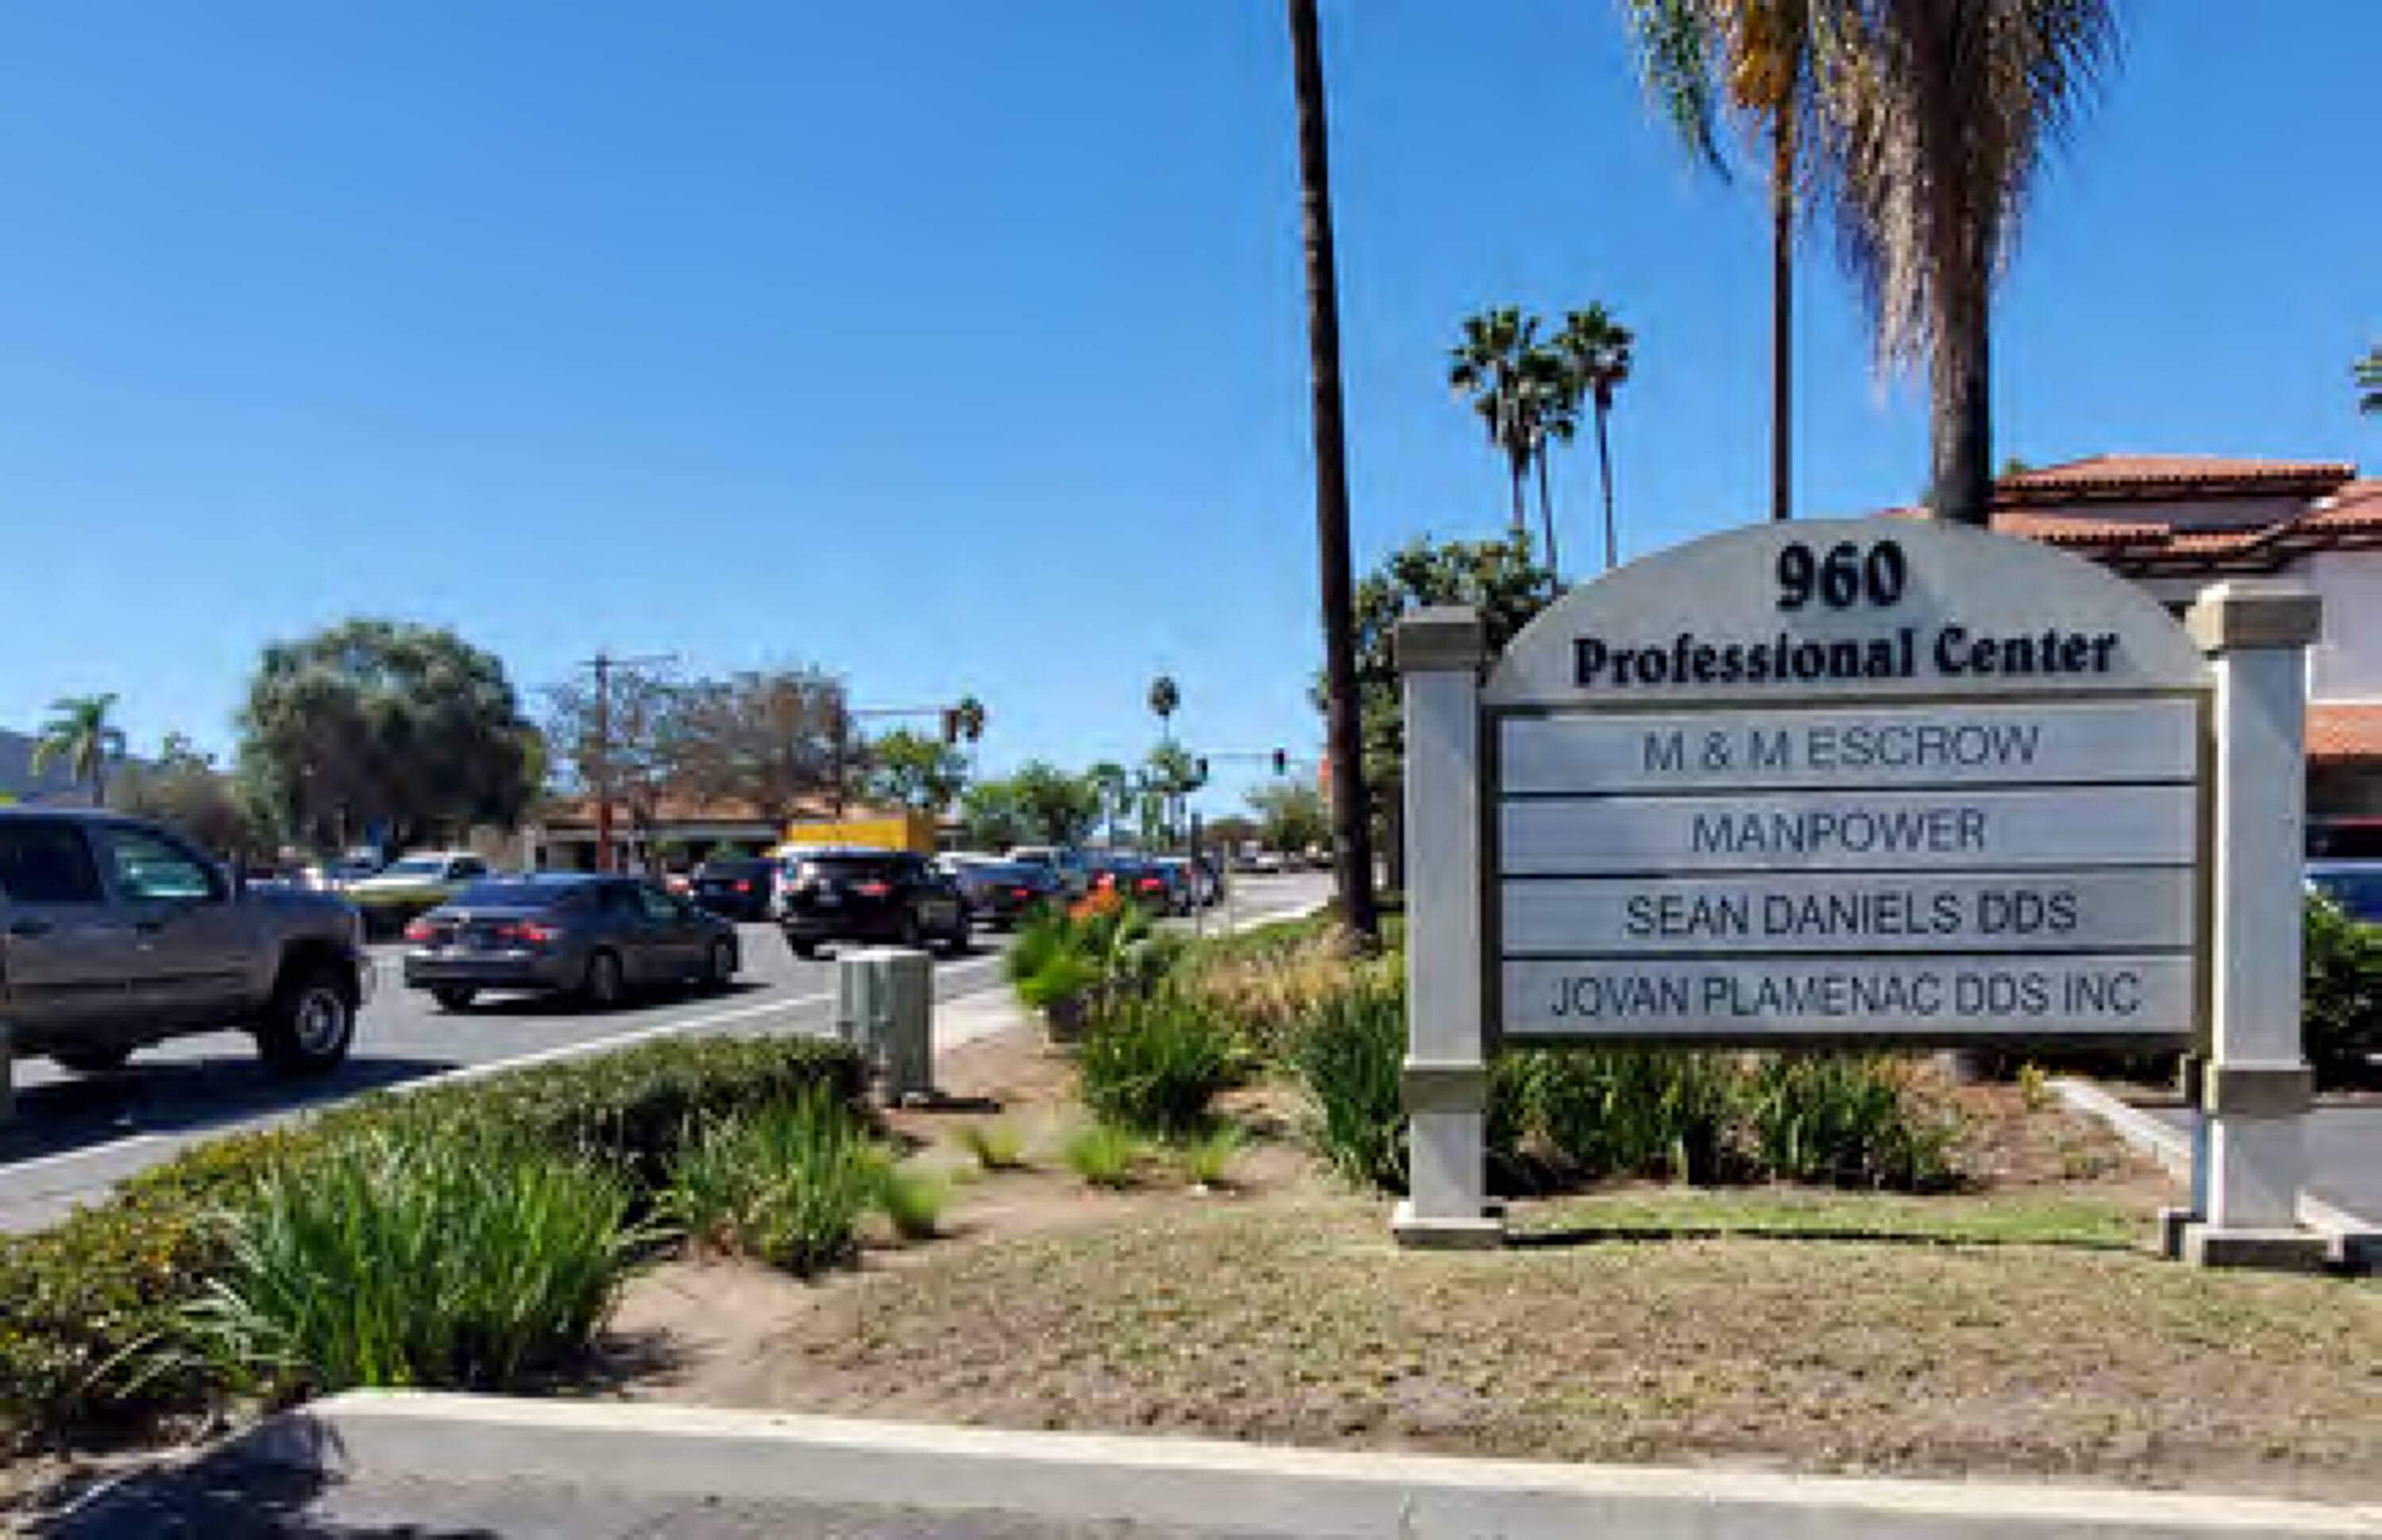 960
Professional Center
M & M ESCROW
MANPOWER
SEAN DANIELS DDS
JOVAN PLAMENAC DDS INC